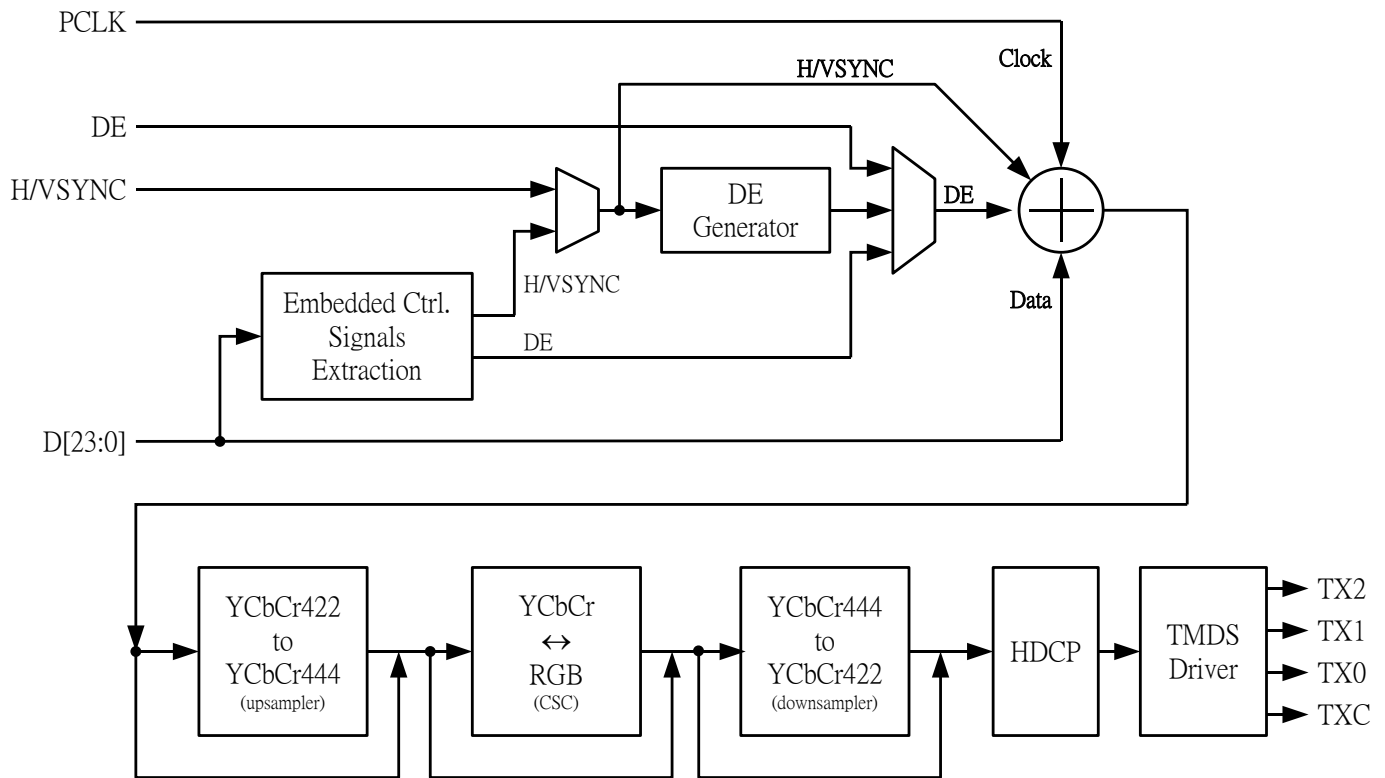 PCLK
Clock
H/VSYNC
DE
H/VSYNC
DE
Generator
DE
H/VSYNC
Embedded Ctrl.
Signals
Extraction
Data
DE
D[23:0]
YCbCr422
to
YCbCr444
(upsampler)
YCbCr
↔
RGB
(CSC)
YCbCr444
to
YCbCr422
(downsampler)
HDCP
TMDS
Driver
TX2
TX1
TX0
TXC